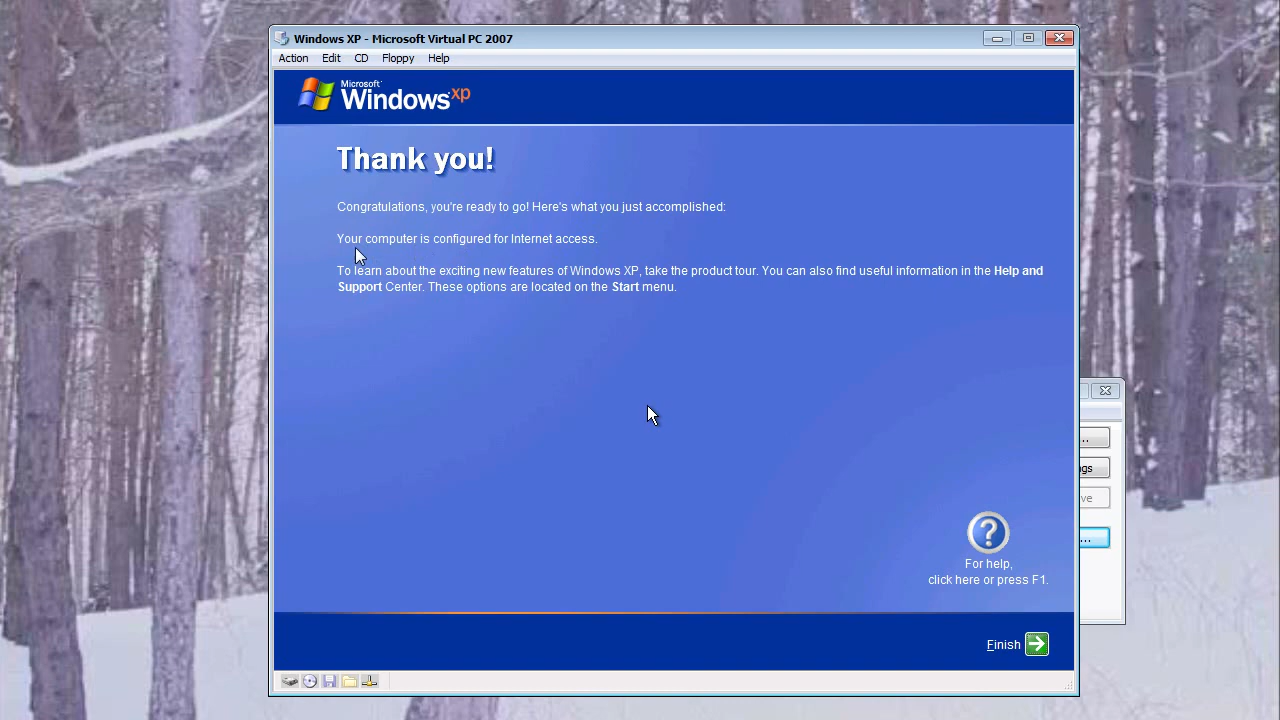 Windows XP - Microsoft Virtual PC 2007
Action Edit CD Floppy Help
Microsoft
Windows xp
Thank you!
Congratulations, you're ready to go! Here's what you just accomplished:
Your computer is configured for Internet access.
To learn about the exciting new features of Windows XP, take the product tour. You can also find useful information in the Help and
Support Center. These options are located on the Start menu.
...
ngs
ve
...
For help,
click here or press F1.
Finish